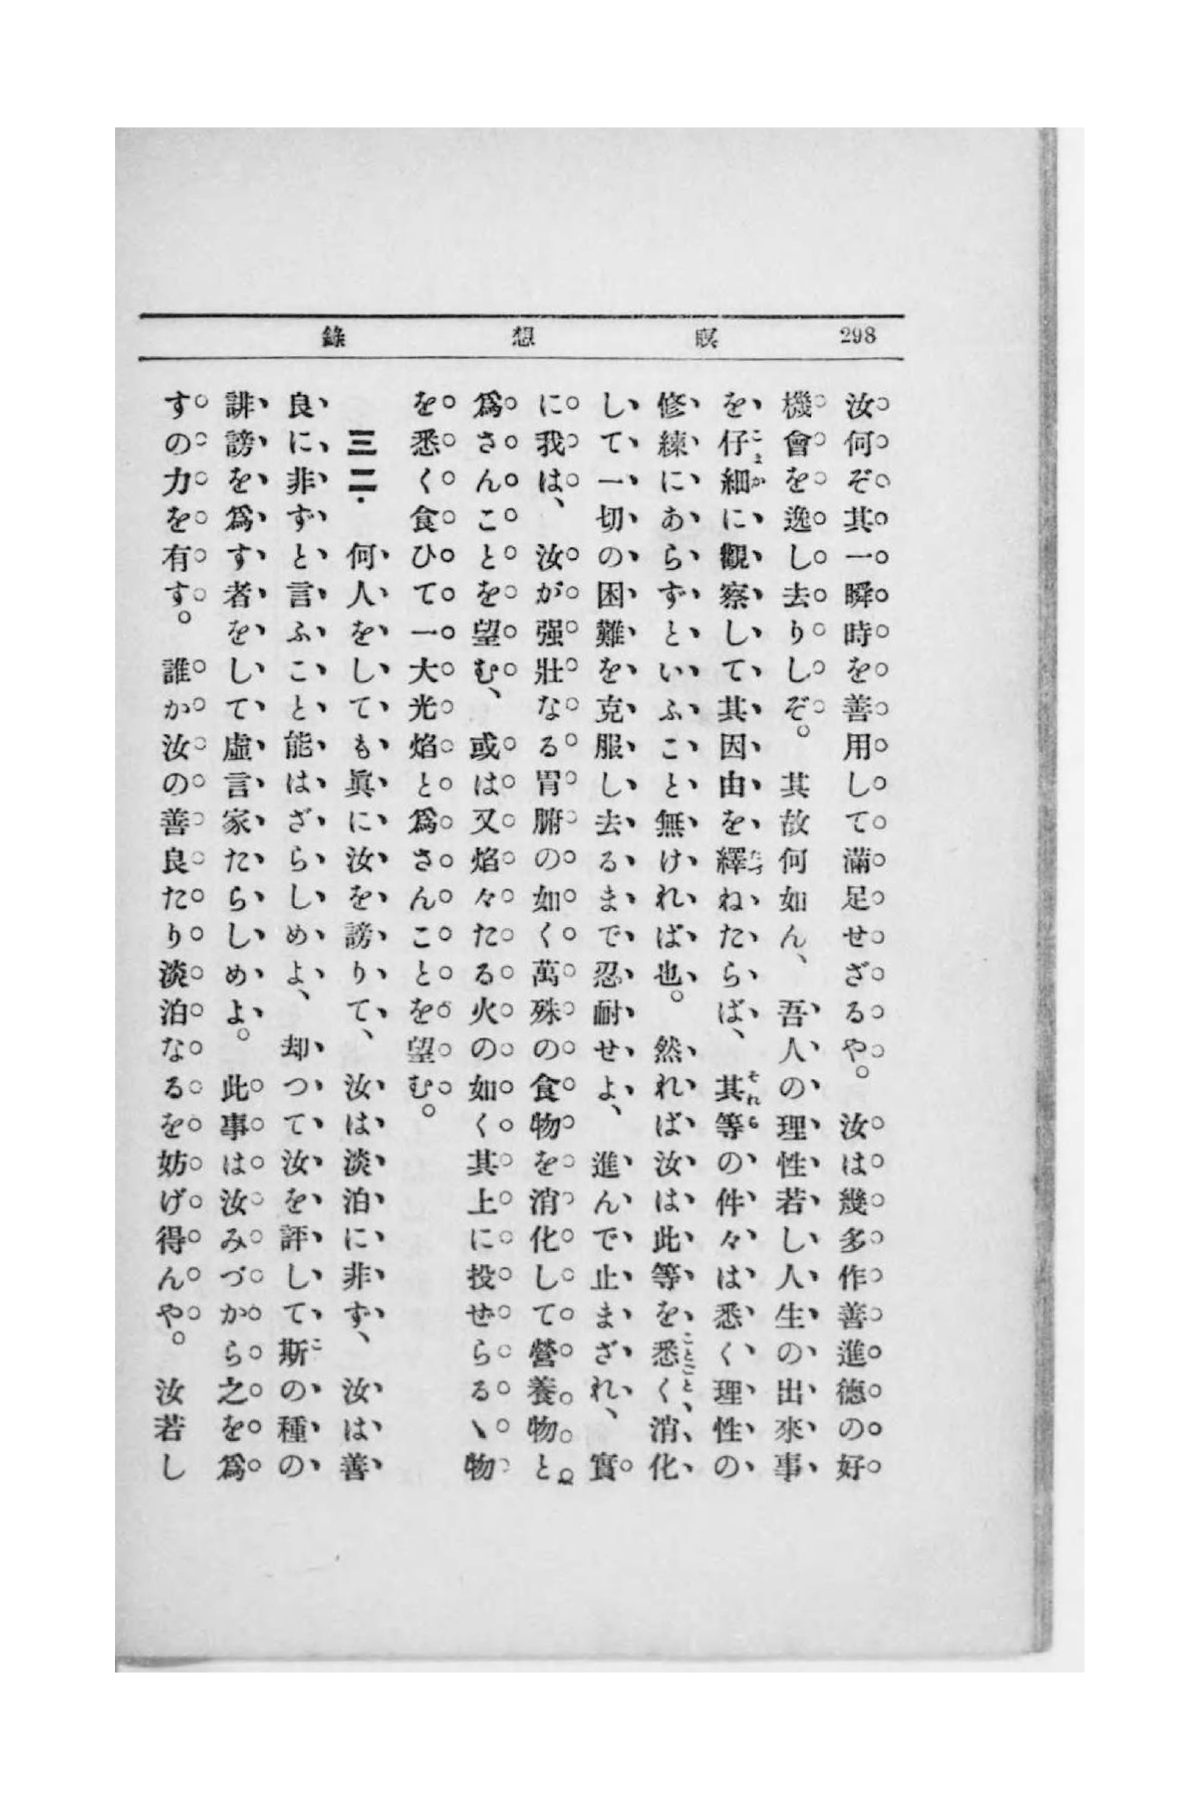 298
瞑想錄
汝何ぞ其一瞬時を善用して滿足せざるや。汝は幾多作善進德の好
機會を逸し去りしぞ。其故何如ん、吾人の理性若し人生の出來事
を仔細に觀察して其因由を繹ねたらば、其等の件々は悉く理性の
修練にあらずといふこと無ければ也。然れば汝は此等を悉く消化
して一切の困難を克服し去るまで忍耐せよ、進んで止まざれ、實
に我は、汝が强壯なる胃腑の如く萬殊の食物を消化して營養物と
爲さんことを望む、或は又焰々たる火の如く其上に投せらるゝ物
を悉く食ひて一大光焰と爲さんことを望む。
三二. 何人をしても眞に汝を謗りて、汝は淡泊に非ず、汝は善
良に非ずと言ふこと能はざらしめよ、却つて汝を評して斯の種の
誹謗を爲す者をして虛言家たらしめよ。此事は汝みづから之を爲
すの力を有す。誰か汝の善良たり淡泊なるを妨げ得んや。汝若し